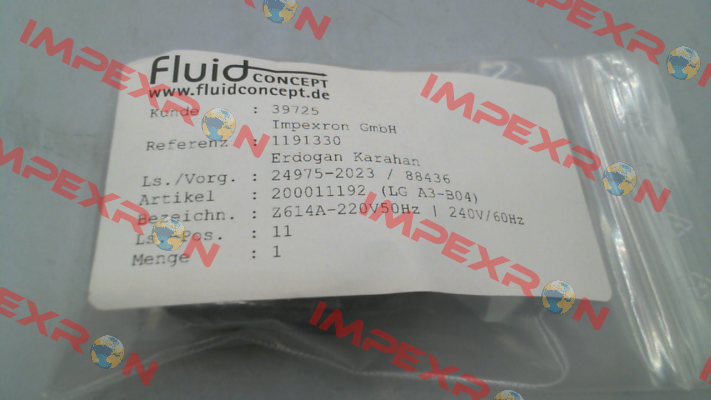 Fluid CONCEPT
www.fluidconcept.de
Kunde : 39725
Impexron GmbH
Referenz : 1191330
Erdogan Karahan
Ls./Vorg. : 24975-2023 / 88436
Artikel : 200011192 (LG A3-B04)
Bezeichn. : Z614A-220V50Hz | 240V/60Hz
Ls.-Pos. : 11
Menge : 1
IMPEXRON
IMPEXRON
IMPEXRON
IMPEXRON
IMPEXRON
IMPEXRON
IMPEXRON